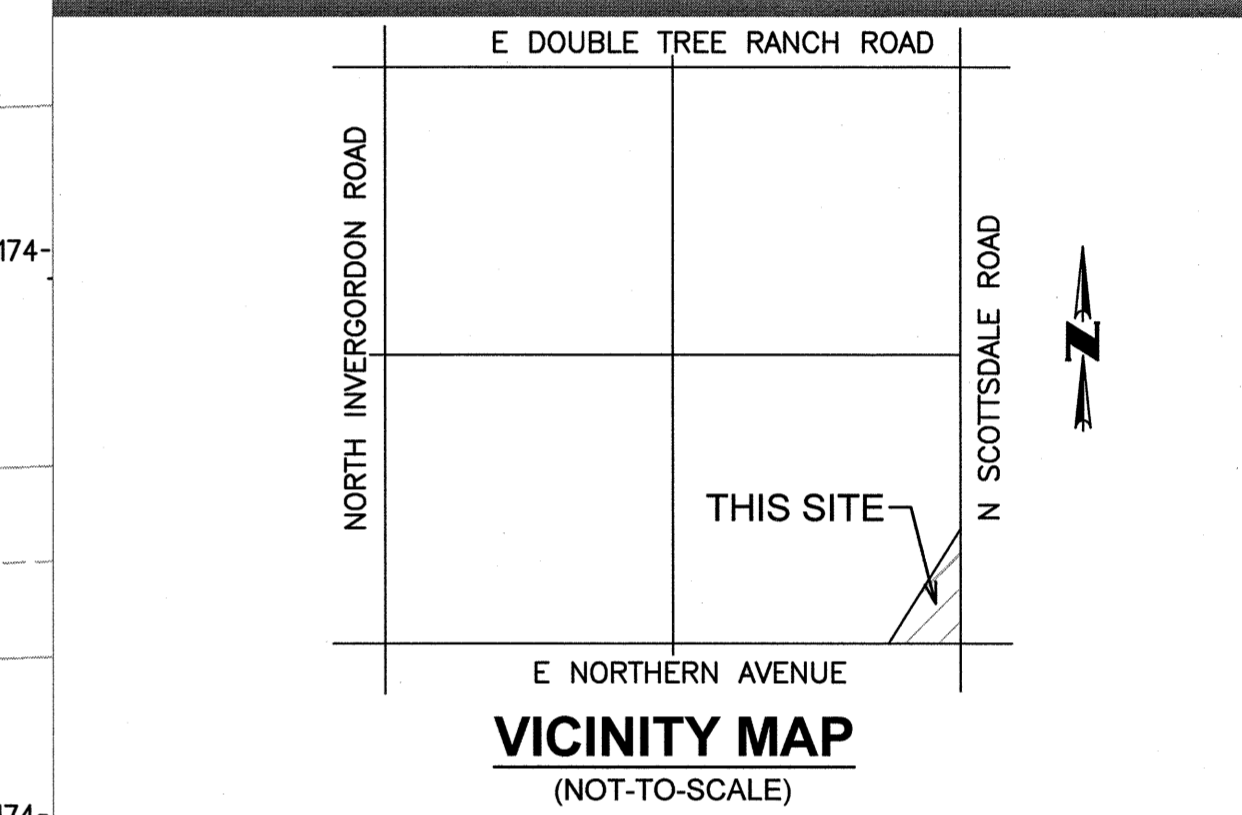 E DOUBLE TREE RANCH ROAD
NORTH INVERGORDON ROAD
174-
N SCOTTSDALE ROAD
N
THIS SITE
E NORTHERN AVENUE
VICINITY MAP
(NOT-TO-SCALE)